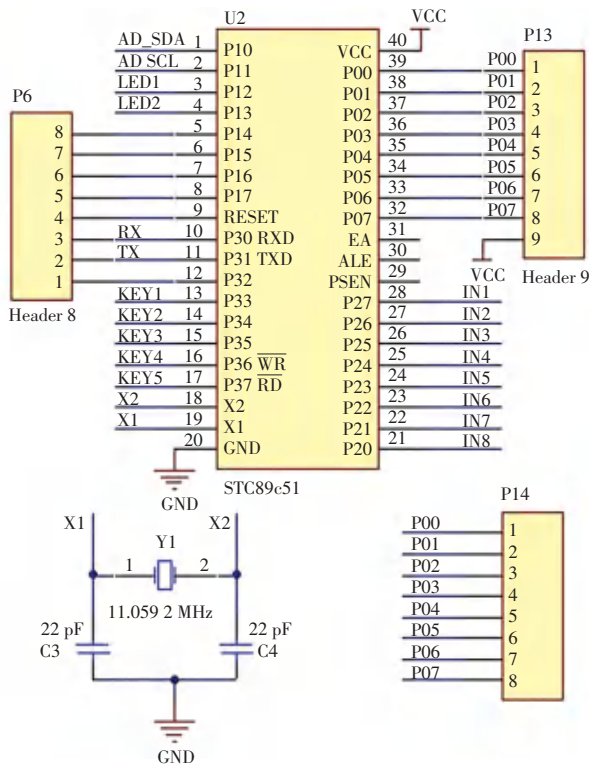 U2
AD_SDA 1 P10
AD SCL 2 P11
LED1 3 P12
LED2 4 P13
5 P14
6 P15
7 P16
8 P17
9 RESET
RX 10 P30 RXD
TX 11 P31 TXD
12 P32
KEY1 13 P33
KEY2 14 P34
KEY3 15 P35
KEY4 16 P36 WR
KEY5 17 P37 RD
X2 18 X2
X1 19 X1
20 GND
GND
VCC
VCC 40
P00 39 P00
P01 38 P01
P02 37 P02
P03 36 P03
P04 35 P04
P05 34 P05
P06 33 P06
P07 32 P07
EA 31
ALE 30
PSEN 29
P27 28 IN1
P26 27 IN2
P25 26 IN3
P24 25 IN4
P23 24 IN5
P22 23 IN6
P21 22 IN7
P20 21 IN8
STC89c51
P6
8
7
6
5
4
3
2
1
Header 8
P13
1
2
3
4
5
6
7
8
9
VCC
Header 9
X1
X2
Y1
1 2
11.059 2 MHz
22 pF
C3
22 pF
C4
GND
P14
P00 1
P01 2
P02 3
P03 4
P04 5
P05 6
P06 7
P07 8